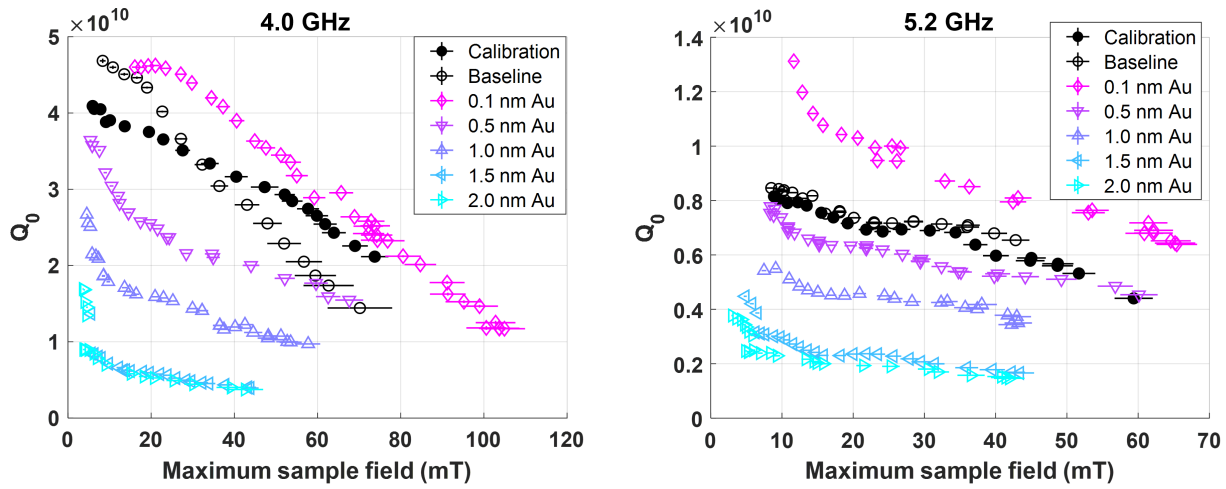 ×10^10
4.0 GHz
Q_0
5
4
3
2
1
0
0 20 40 60 80 100 120
Maximum sample field (mT)
Calibration
Baseline
0.1 nm Au
0.5 nm Au
1.0 nm Au
1.5 nm Au
2.0 nm Au
×10^10
5.2 GHz
Q_0
1.4
1.2
1
0.8
0.6
0.4
0.2
0
0 10 20 30 40 50 60 70
Maximum sample field (mT)
Calibration
Baseline
0.1 nm Au
0.5 nm Au
1.0 nm Au
1.5 nm Au
2.0 nm Au